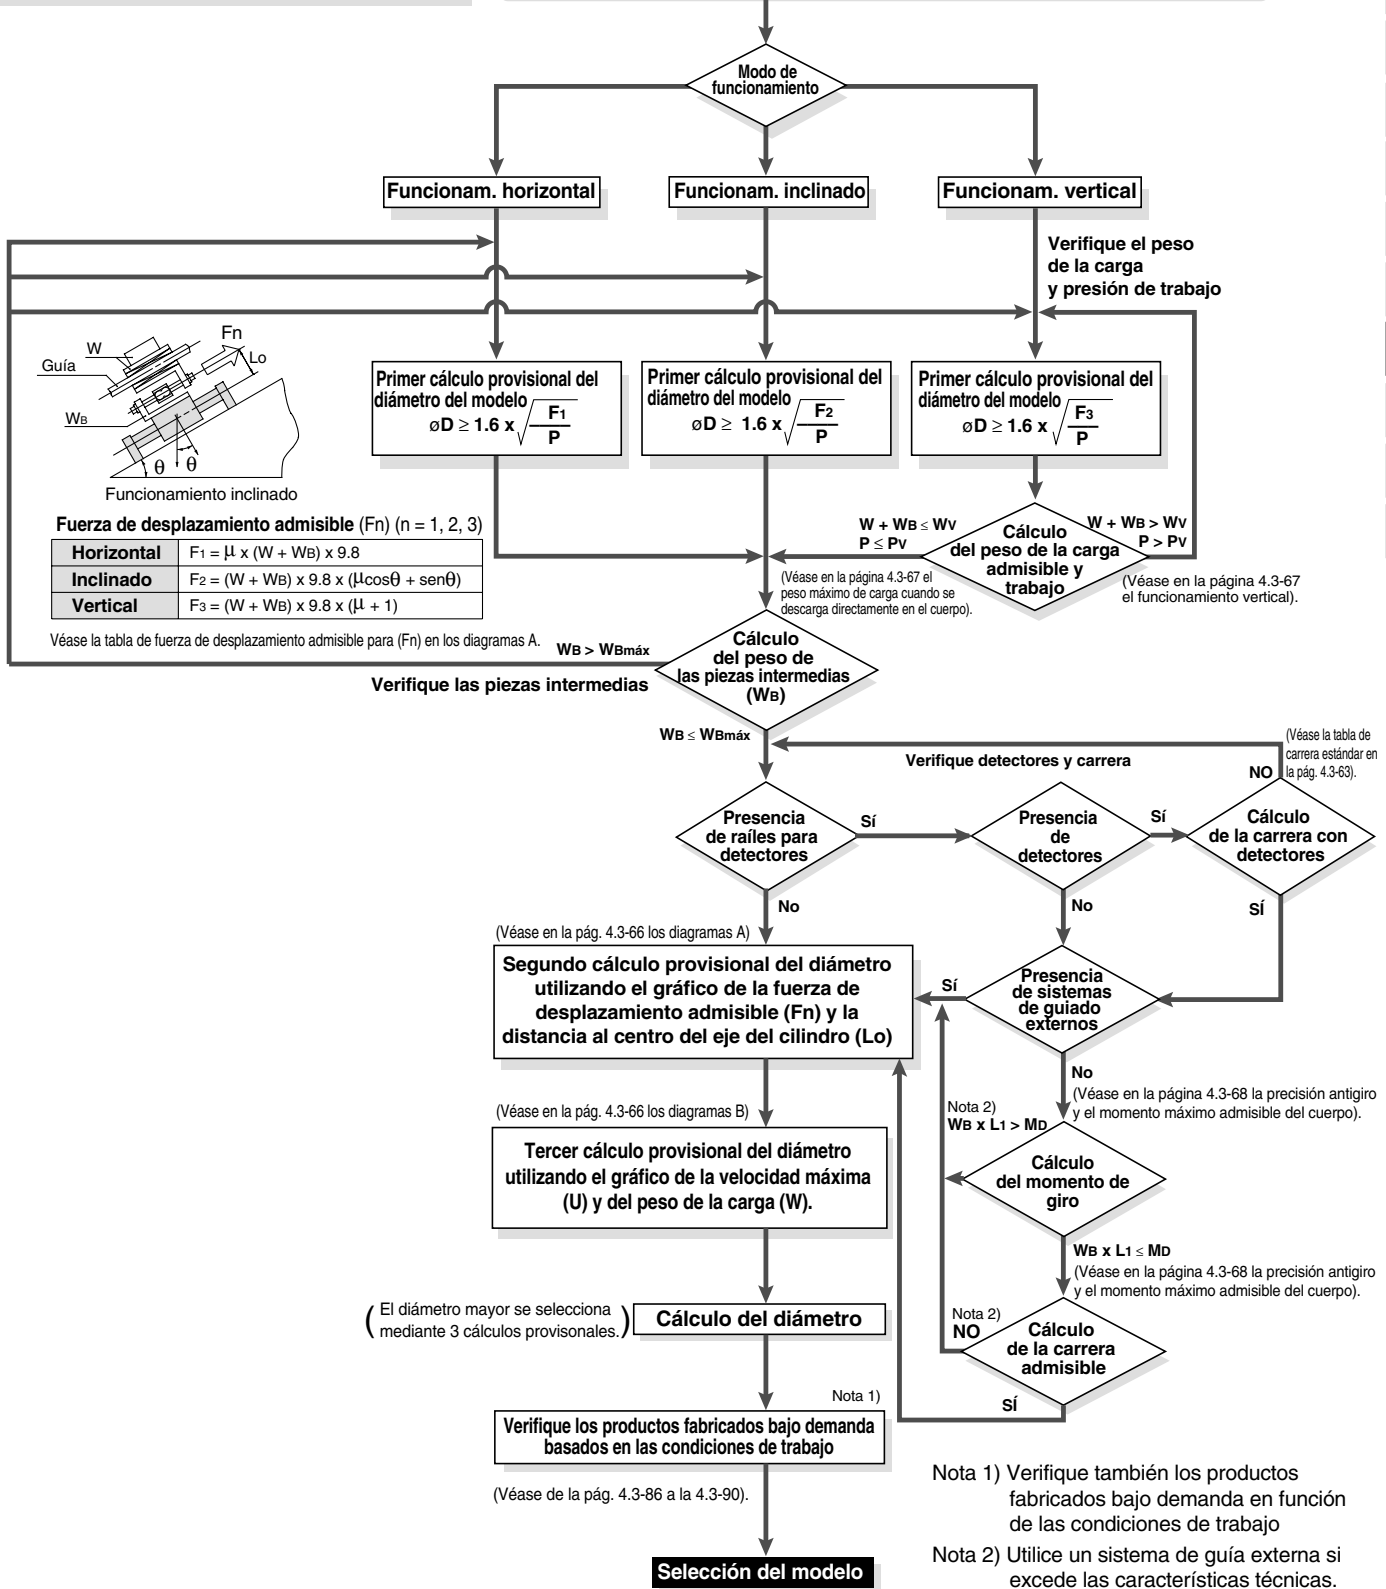 Modo de
funcionamiento
Funcionam. horizontal
Funcionam. inclinado
Funcionam. vertical
Verifique el peso
de la carga
y presión de trabajo
Fn
W
Lo
Guía
WB
θ
θ
Funcionamiento inclinado
Primer cálculo provisional del
diámetro del modelo
øD ≥ 1.6 x √ F1 / P
Primer cálculo provisional del
diámetro del modelo
øD ≥ 1.6 x √ F2 / P
Primer cálculo provisional del
diámetro del modelo
øD ≥ 1.6 x √ F3 / P
Fuerza de desplazamiento admisible (Fn) (n = 1, 2, 3)
Horizontal F1 = μ x (W + WB) x 9.8
Inclinado F2 = (W + WB) x 9.8 x (μcosθ + senθ)
Vertical F3 = (W + WB) x 9.8 x (μ + 1)
Véase la tabla de fuerza de desplazamiento admisible para (Fn) en los diagramas A.
W + WB ≤ WV
P ≤ PV
Cálculo
del peso de la carga
admisible y
trabajo
W + WB > WV
P > PV
(Véase en la página 4.3-67
el funcionamiento vertical).
(Véase en la página 4.3-67 el
peso máximo de carga cuando se
descarga directamente en el cuerpo).
WB > WBmáx
Verifique las piezas intermedias
Cálculo
del peso de
las piezas intermedias
(WB)
WB ≤ WBmáx
Verifique detectores y carrera
(Véase la tabla de
carrera estándar en
la pág. 4.3-63).
NO
Presencia
de raíles para
detectores
Sí
Presencia
de
detectores
Sí
Cálculo
de la carrera con
detectores
No
No
SÍ
(Véase en la pág. 4.3-66 los diagramas A)
Segundo cálculo provisional del diámetro
utilizando el gráfico de la fuerza de
desplazamiento admisible (Fn) y la
distancia al centro del eje del cilindro (Lo)
Sí
Presencia
de sistemas
de guiado
externos
No
(Véase en la página 4.3-68 la precisión antigiro
y el momento máximo admisible del cuerpo).
Nota 2)
WB x L1 > MD
(Véase en la pág. 4.3-66 los diagramas B)
Tercer cálculo provisional del diámetro
utilizando el gráfico de la velocidad máxima
(U) y del peso de la carga (W).
Cálculo
del momento de
giro
WB x L1 ≤ MD
(Véase en la página 4.3-68 la precisión antigiro
y el momento máximo admisible del cuerpo).
(El diámetro mayor se selecciona
mediante 3 cálculos provisonales.)
Cálculo del diámetro
Nota 2)
NO
Cálculo
de la carrera
admisible
SÍ
Nota 1)
Verifique los productos fabricados bajo demanda
basados en las condiciones de trabajo
(Véase de la pág. 4.3-86 a la 4.3-90).
Selección del modelo
Nota 1) Verifique también los productos
fabricados bajo demanda en función
de las condiciones de trabajo
Nota 2) Utilice un sistema de guía externa si
excede las características técnicas.